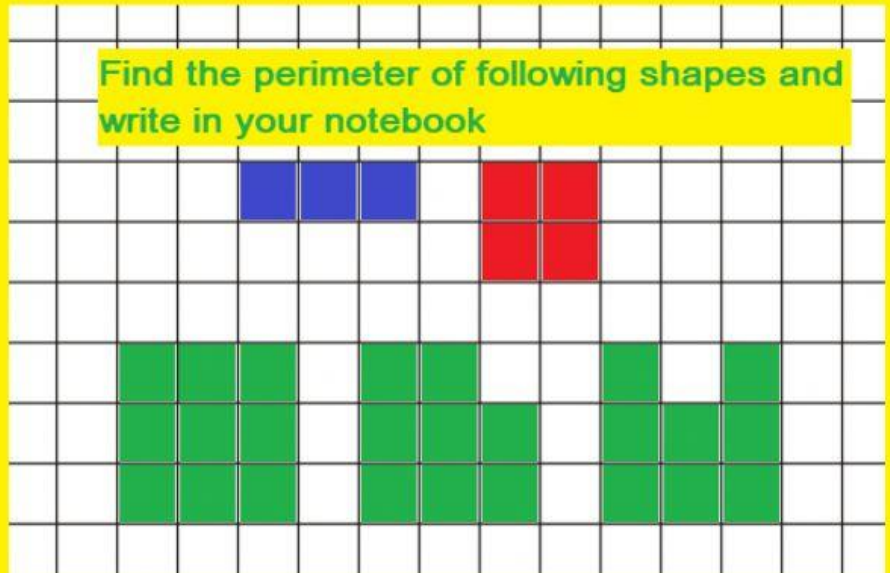 Find the perimeter of following shapes and
write in your notebook